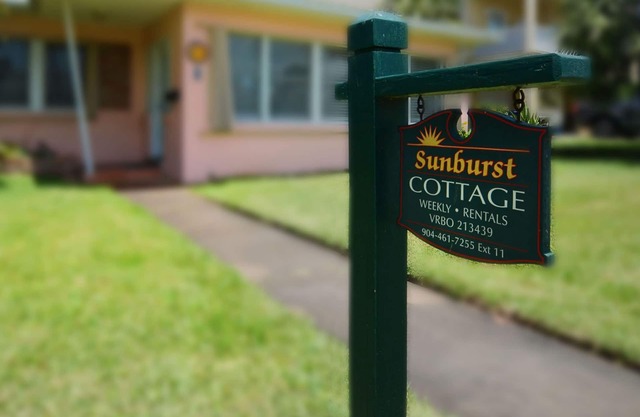 Sunburst
COTTAGE
WEEKLY • RENTALS
VRBO 213439
904-461-7255 Ext 11